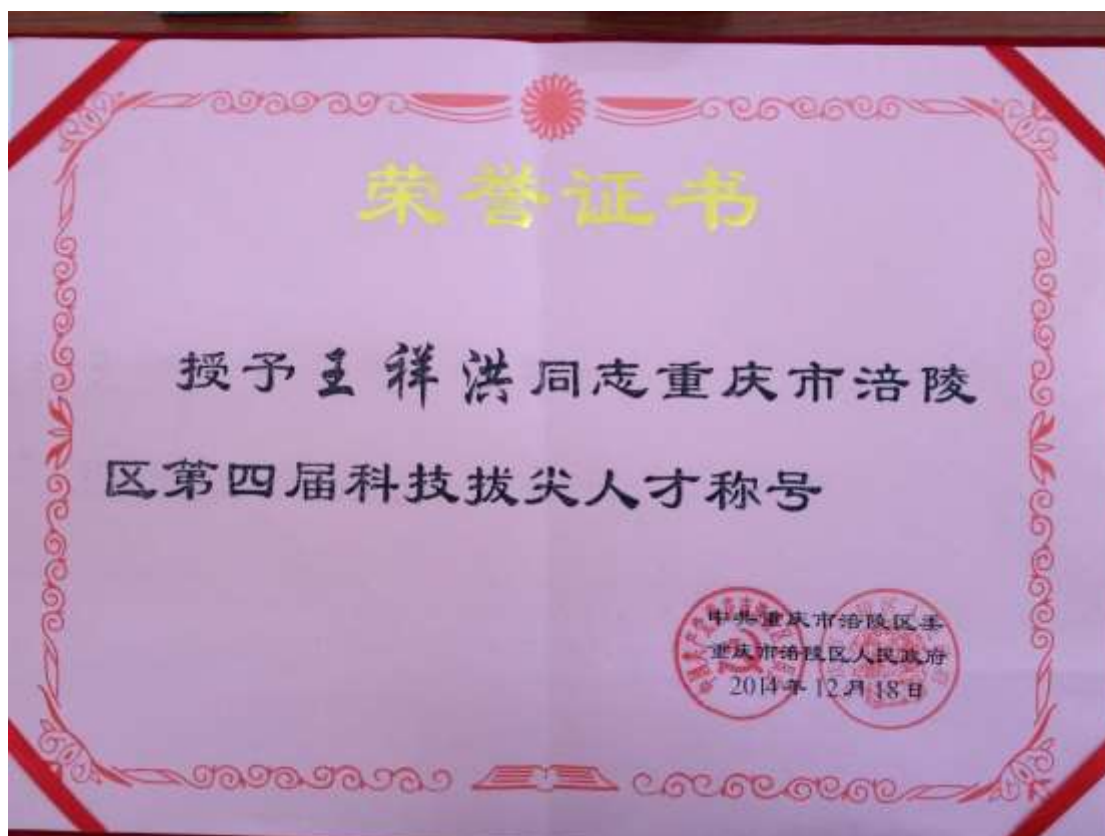 荣誉证书
授予王祥洪同志重庆市涪陵
区第四届科技拔尖人才称号
中共重庆市涪陵区委
重庆市涪陵区人民政府
2014年12月18日